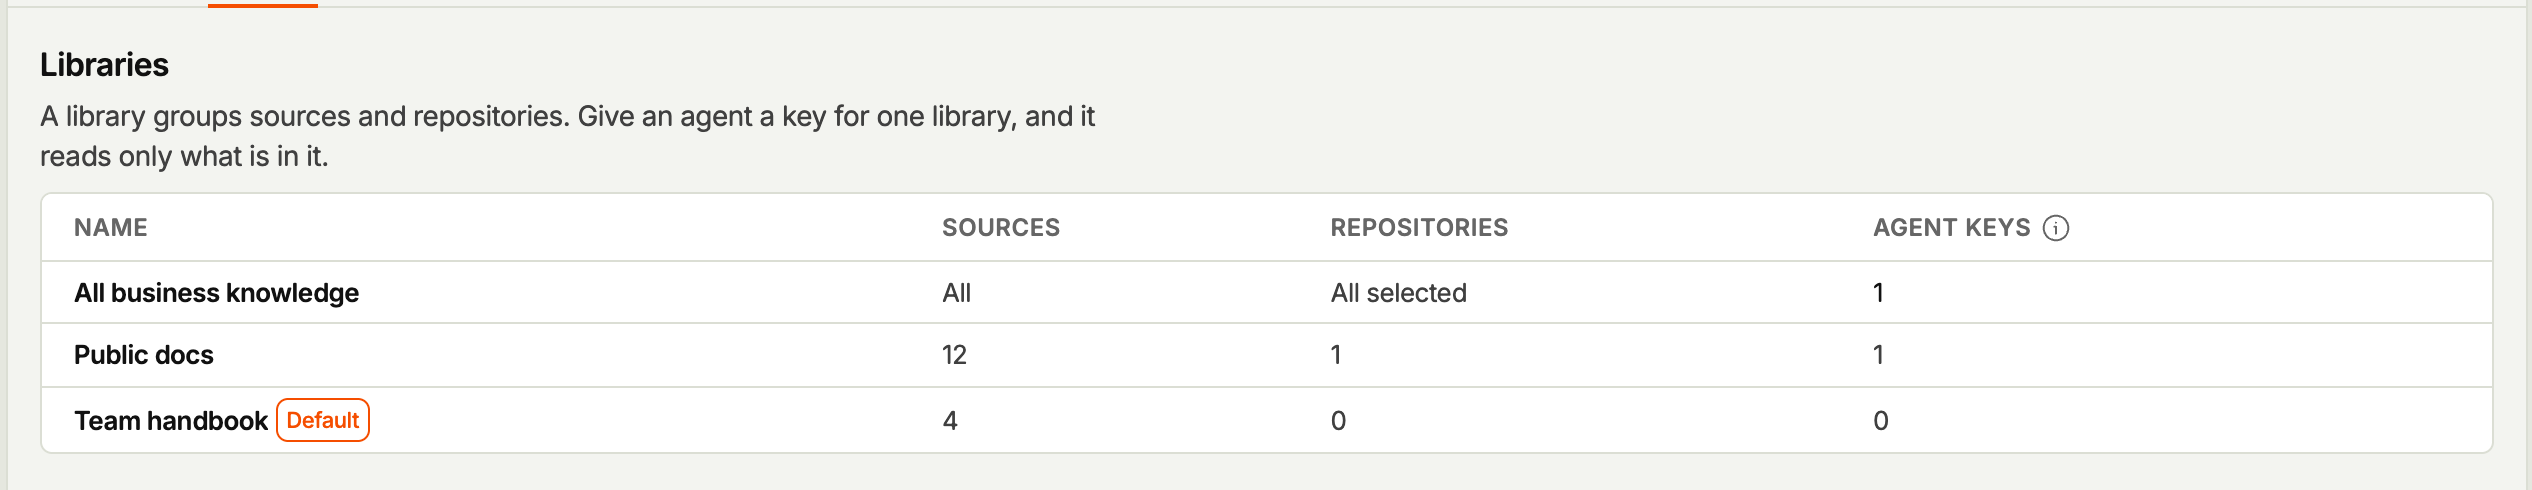 Libraries
A library groups sources and repositories. Give an agent a key for one library, and it
reads only what is in it.
NAME SOURCES REPOSITORIES AGENT KEYS
All business knowledge All All selected 1
Public docs 12 1 1
Team handbook Default 4 0 0